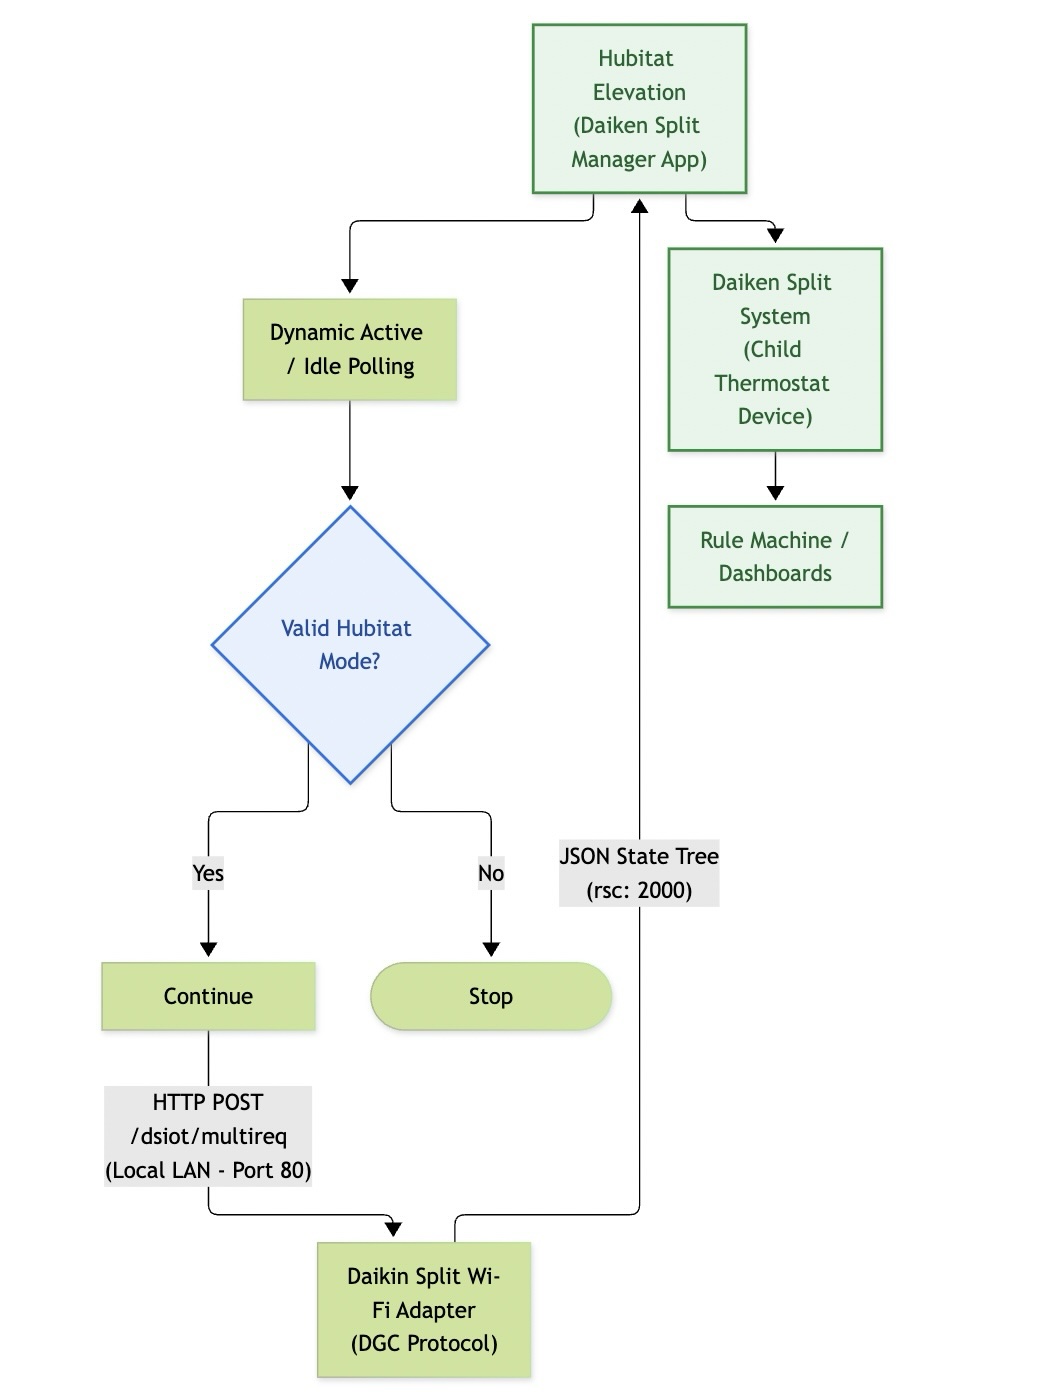 Hubitat
Elevation
(Daiken Split
Manager App)
Daiken Split
System
(Child
Thermostat
Device)
Dynamic Active
/ Idle Polling
Rule Machine /
Dashboards
Valid Hubitat
Mode?
Yes
No
JSON State Tree
(rsc: 2000)
Continue
Stop
HTTP POST
/dsiot/multireq
(Local LAN - Port 80)
Daikin Split Wi-
Fi Adapter
(DGC Protocol)